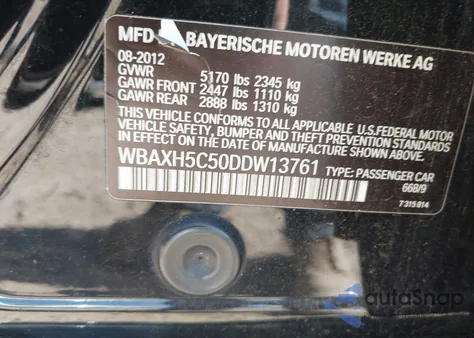 MFD BAYERISCHE MOTOREN WERKE AG
08-2012
GVWR 5170 lbs 2345 kg
GAWR FRONT 2447 lbs 1110 kg
GAWR REAR 2888 lbs 1310 kg
THIS VEHICLE CONFORMS TO ALL APPLICABLE U.S.FEDERAL MOTOR
VEHICLE SAFETY, BUMPER, AND THEFT PREVENTION STANDARDS
IN EFFECT ON THE DATE OF MANUFACTURE SHOWN ABOVE.
WBAXH5C50DDW13761 TYPE: PASSENGER CAR
668/9
7 315 814
autoSnap